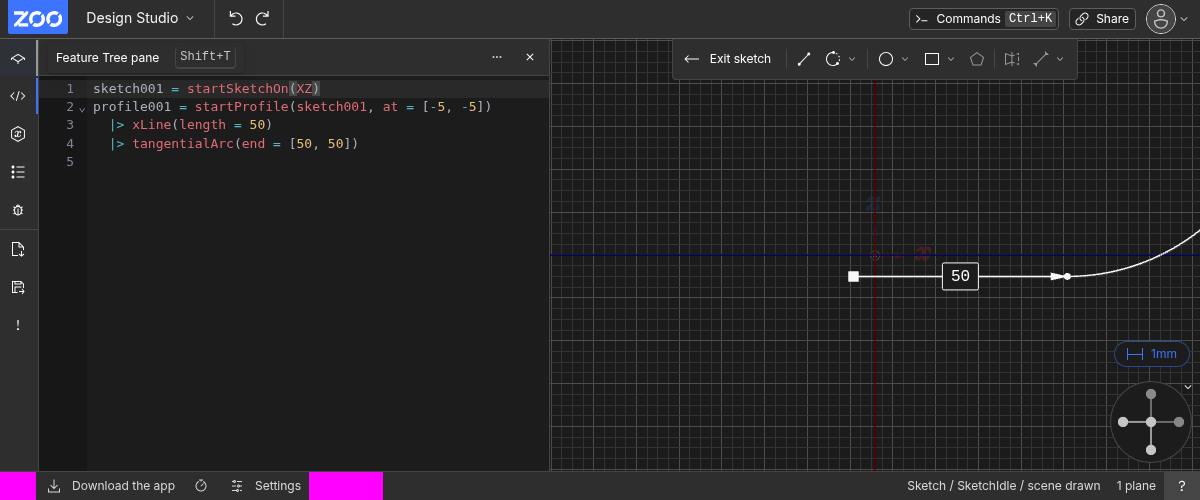 ZOO Design Studio Commands Ctrl+K Share
Feature Tree pane Shift+T
Exit sketch
1 sketch001 = startSketchOn(XZ)
2 profile001 = startProfile(sketch001, at = [-5, -5])
3 |> xLine(length = 50)
4 |> tangentialArc(end = [50, 50])
5
50
1mm
!
Download the app Settings Sketch / SketchIdle / scene drawn 1 plane ?